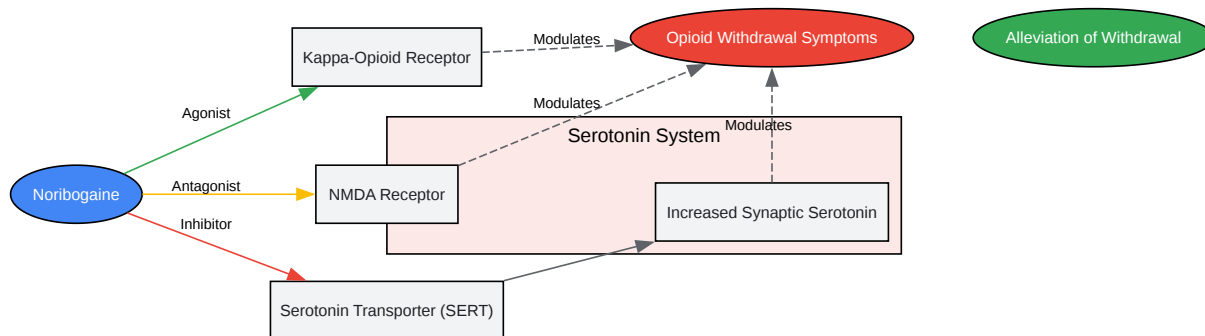 Kappa-Opioid Receptor
Modulates
Opioid Withdrawal Symptoms
Alleviation of Withdrawal
Agonist
Modulates
Serotonin System
Modulates
Noribogaine
Antagonist
NMDA Receptor
Increased Synaptic Serotonin
Inhibitor
Serotonin Transporter (SERT)